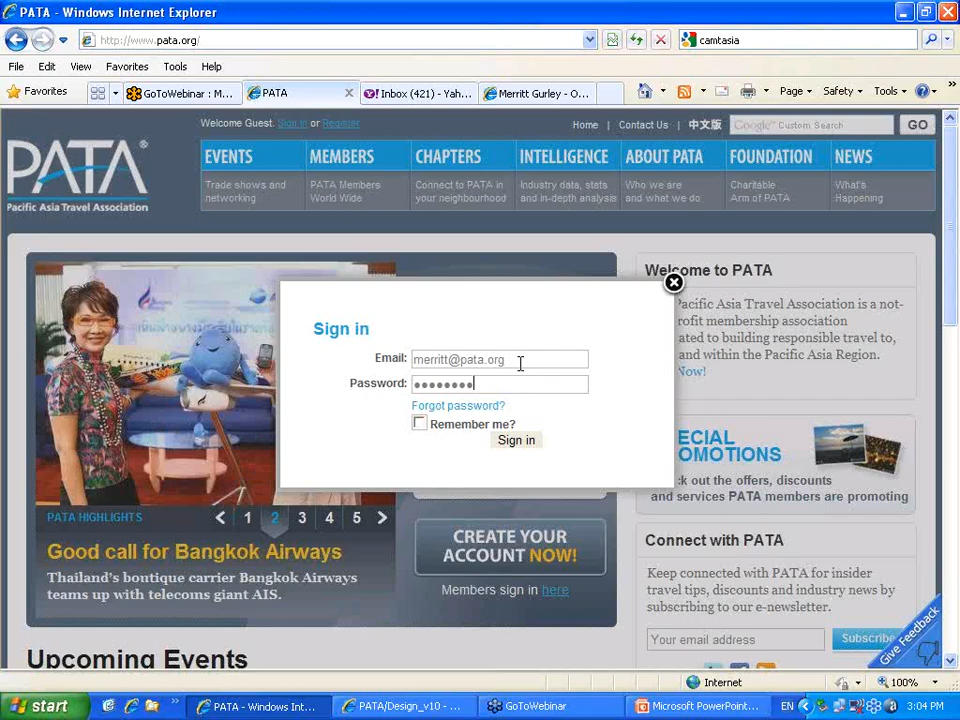 PATA - Windows Internet Explorer
http://www.pata.org/
camtasia
File Edit View Favorites Tools Help
Favorites
GoToWebinar : M...
PATA
Inbox (421) - Yah...
Merritt Gurley - O...
Page
Safety
Tools
Welcome Guest. Sign in or Register
Home | Contact Us | 中文版
Google™ Custom Search
GO
PATA®
Pacific Asia Travel Association
EVENTS
Trade shows and
networking
MEMBERS
PATA Members
World Wide
CHAPTERS
Connect to PATA in
your neighbourhood
INTELLIGENCE
Industry data, stats
and in-depth analysis
ABOUT PATA
Who we are
and what we do
FOUNDATION
Charitable
Arm of PATA
NEWS
What's
Happening
Sign in
Email: merritt@pata.org
Password: ●●●●●●●●
Forgot password?
Remember me?
Sign in
PATA HIGHLIGHTS
1 2 3 4 5
Good call for Bangkok Airways
Thailand's boutique carrier Bangkok Airways
teams up with telecoms giant AIS.
CREATE YOUR
ACCOUNT NOW!
Members sign in here
Welcome to PATA
Pacific Asia Travel Association is a not-
rofit membership association
ated to building responsible travel to,
and within the Pacific Asia Region.
Now!
ECIAL
OMOTIONS
k out the offers, discounts
and services PATA members are promoting
Connect with PATA
Keep connected with PATA for insider
travel tips, discounts and industry news by
subscribing to our e-newsletter.
Your email address
Subscribe
Give Feedback
Upcoming Events
Internet
100%
start
PATA - Windows Int...
PATA/Design_v10 - ...
GoToWebinar
Microsoft PowerPoint...
EN
3:04 PM